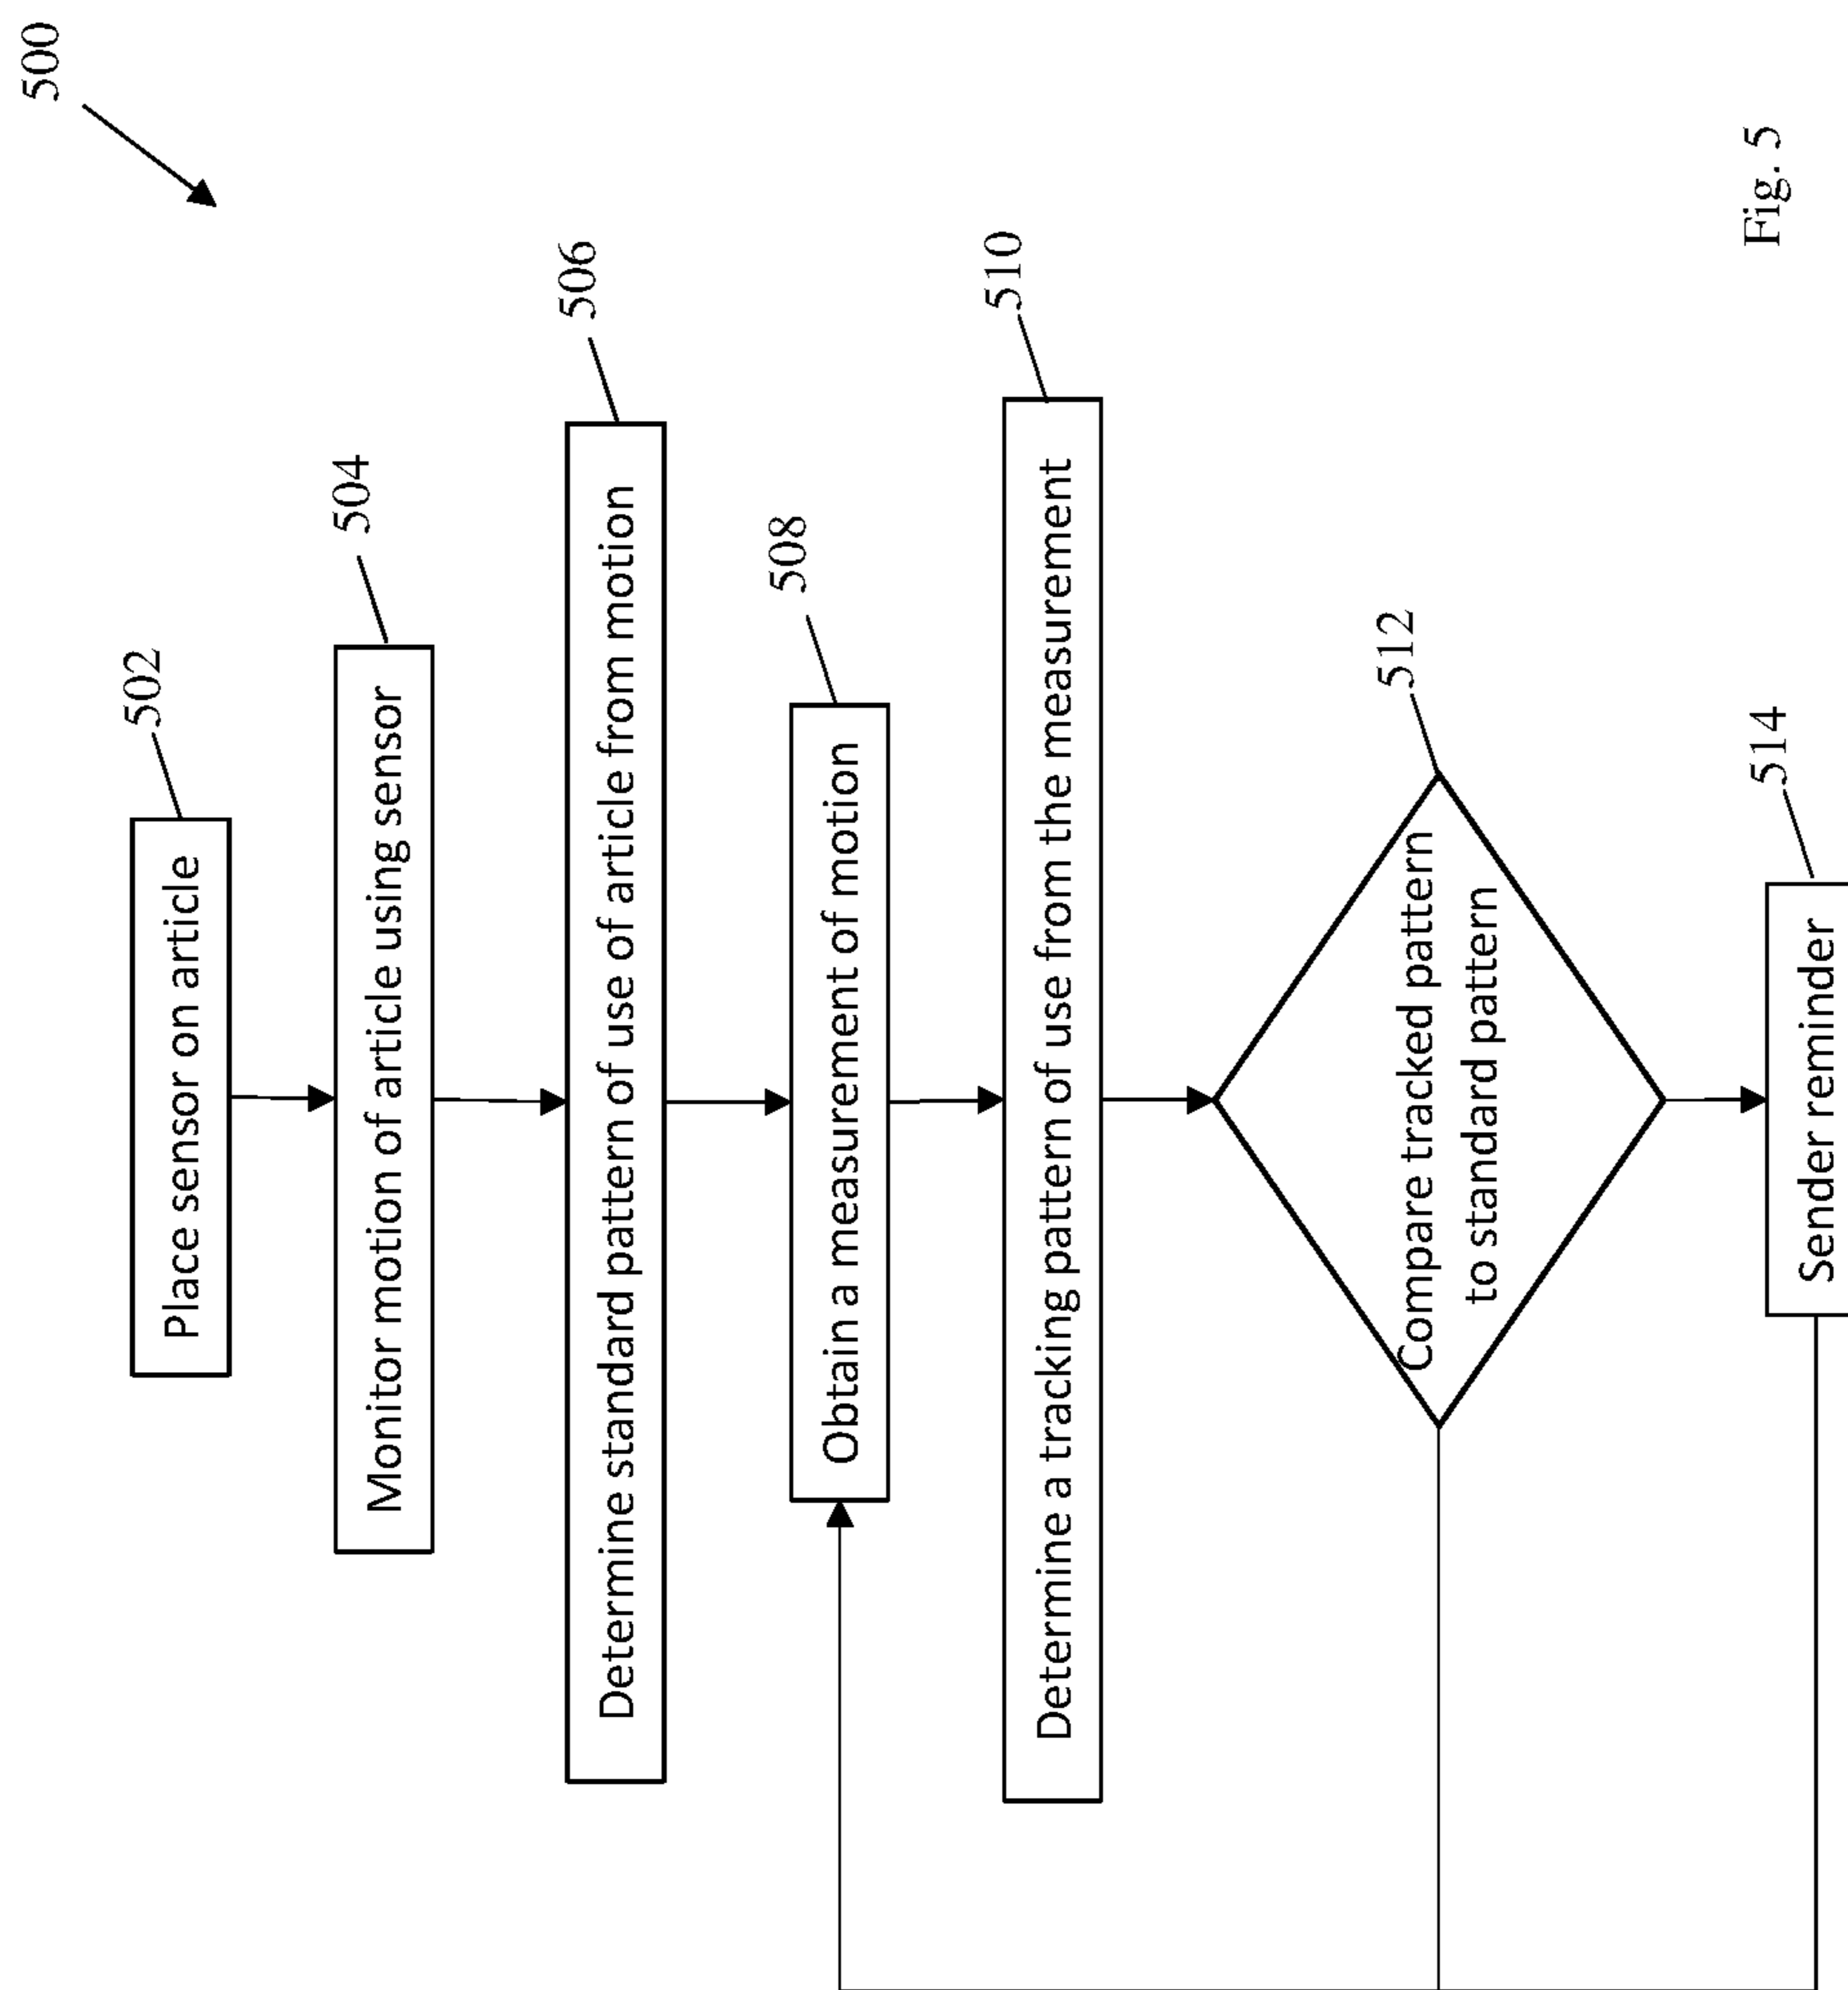 500
502
Place sensor on article
504
Monitor motion of article using sensor
506
Determine standard pattern of use of article from motion
508
Obtain a measurement of motion
510
Determine a tracking pattern of use from the measurement
512
Compare tracked pattern
to standard pattern
514
Sender reminder
Fig. 5